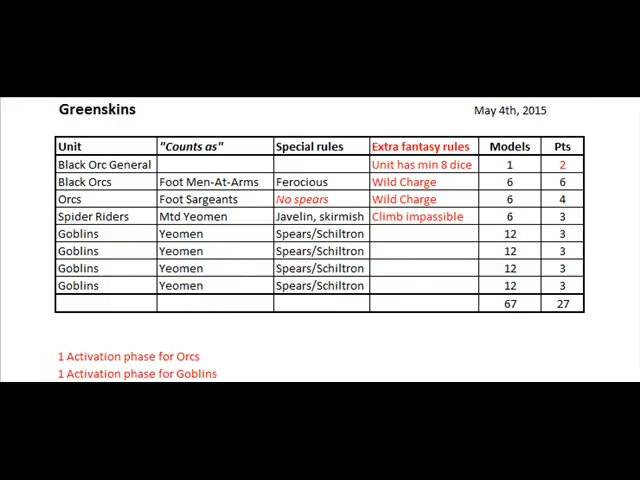 Greenskins May 4th, 2015
Unit "Counts as" Special rules Extra fantasy rules Models Pts
Black Orc General Unit has min 8 dice 1 2
Black Orcs Foot Men-At-Arms Ferocious Wild Charge 6 6
Orcs Foot Sargeants No spears Wild Charge 6 4
Spider Riders Mtd Yeomen Javelin, skirmish Climb impassible 6 3
Goblins Yeomen Spears/Schiltron 12 3
Goblins Yeomen Spears/Schiltron 12 3
Goblins Yeomen Spears/Schiltron 12 3
Goblins Yeomen Spears/Schiltron 12 3
67 27
1 Activation phase for Orcs
1 Activation phase for Goblins